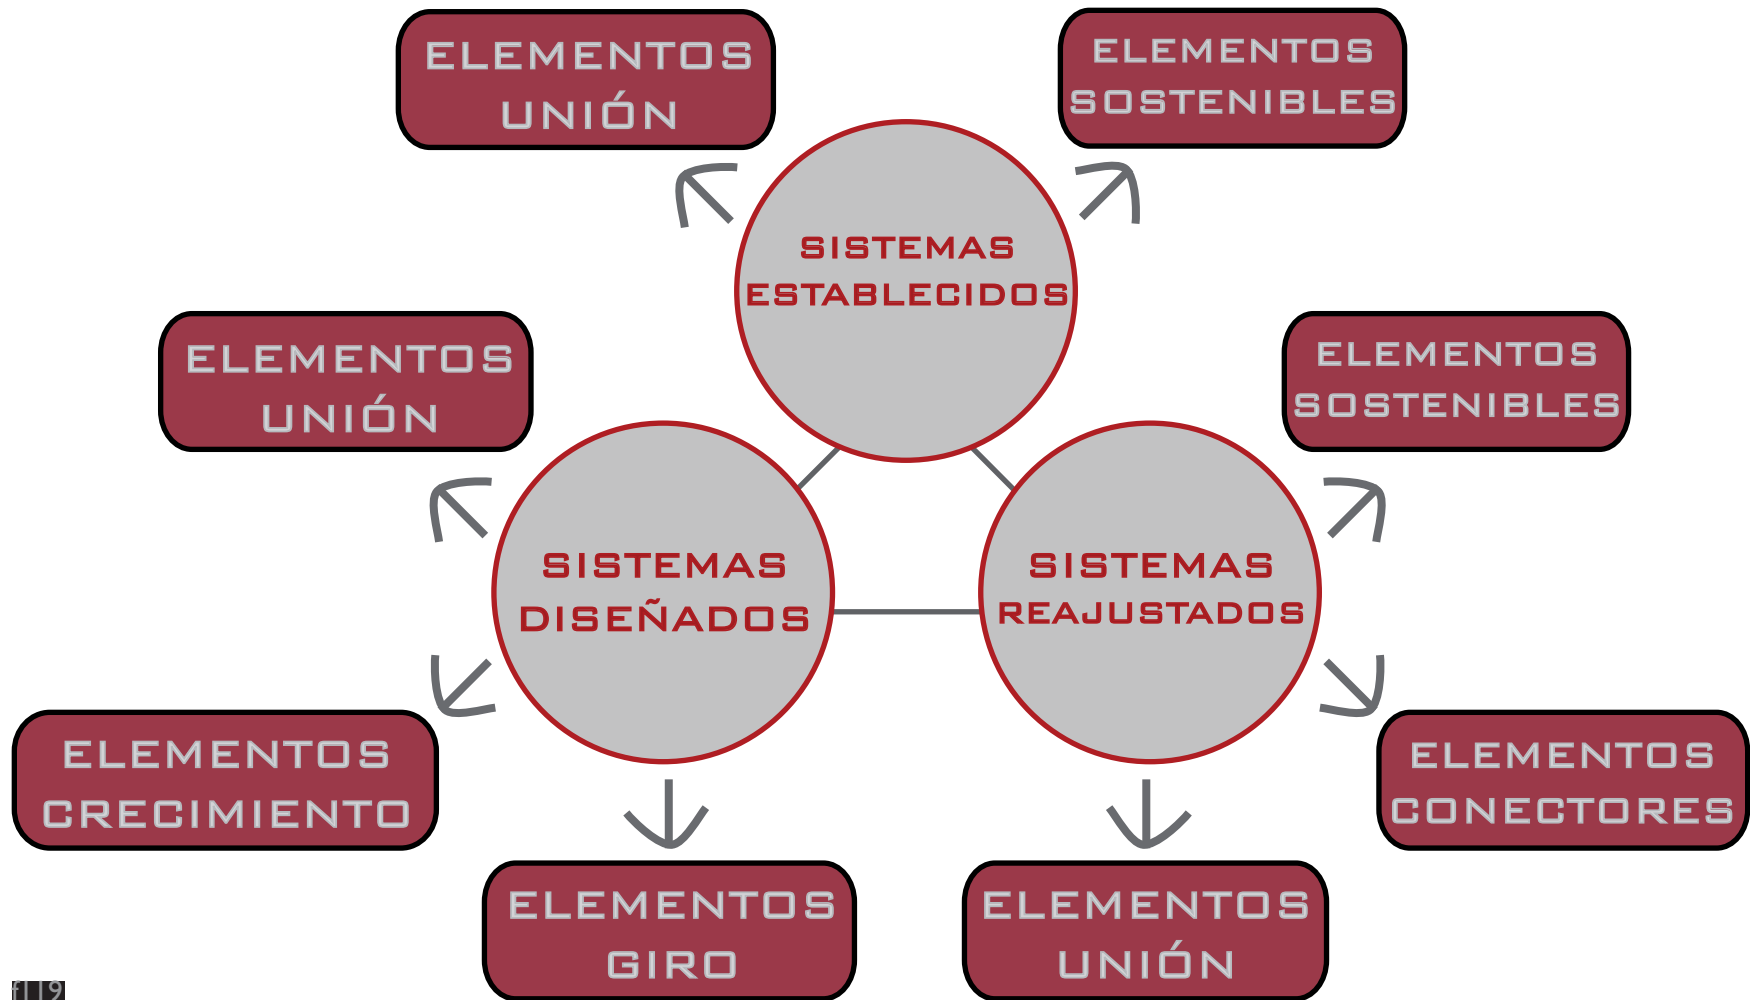 ELEMENTOS
UNIÓN
ELEMENTOS
SOSTENIBLES
SISTEMAS
ESTABLECIDOS
ELEMENTOS
UNIÓN
ELEMENTOS
SOSTENIBLES
SISTEMAS
DISEÑADOS
SISTEMAS
REAJUSTADOS
ELEMENTOS
CRECIMIENTO
ELEMENTOS
CONECTORES
ELEMENTOS
GIRO
ELEMENTOS
UNIÓN